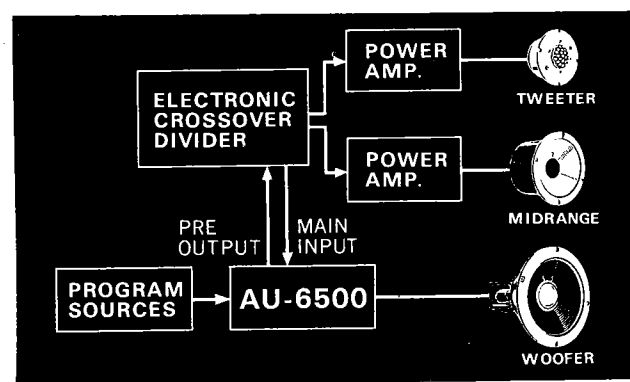 POWER
AMP.
TWEETER
ELECTRONIC
CROSSOVER
DIVIDER
POWER
AMP.
MIDRANGE
PRE
OUTPUT
MAIN
INPUT
PROGRAM
SOURCES
AU-6500
WOOFER